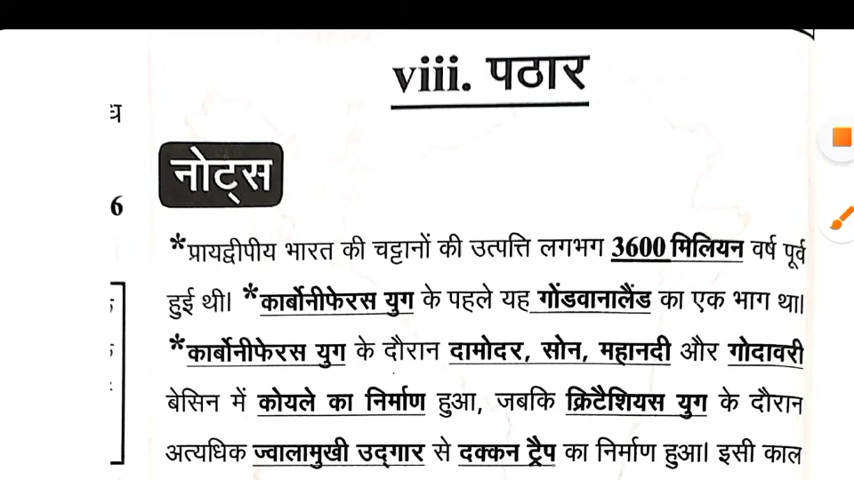 viii. पठार
ध
नोट्स
6
*प्रायद्वीपीय भारत की चट्टानों की उत्पत्ति लगभग 3600 मिलियन वर्ष पूर्व
हुई थी। *कार्बोनीफेरस युग के पहले यह गोंडवानालैंड का एक भाग था।
*कार्बोनीफेरस युग के दौरान दामोदर, सोन, महानदी और गोदावरी
बेसिन में कोयले का निर्माण हुआ, जबकि क्रिटैशियस युग के दौरान
अत्यधिक ज्वालामुखी उद्गार से दक्कन ट्रैप का निर्माण हुआ। इसी काल